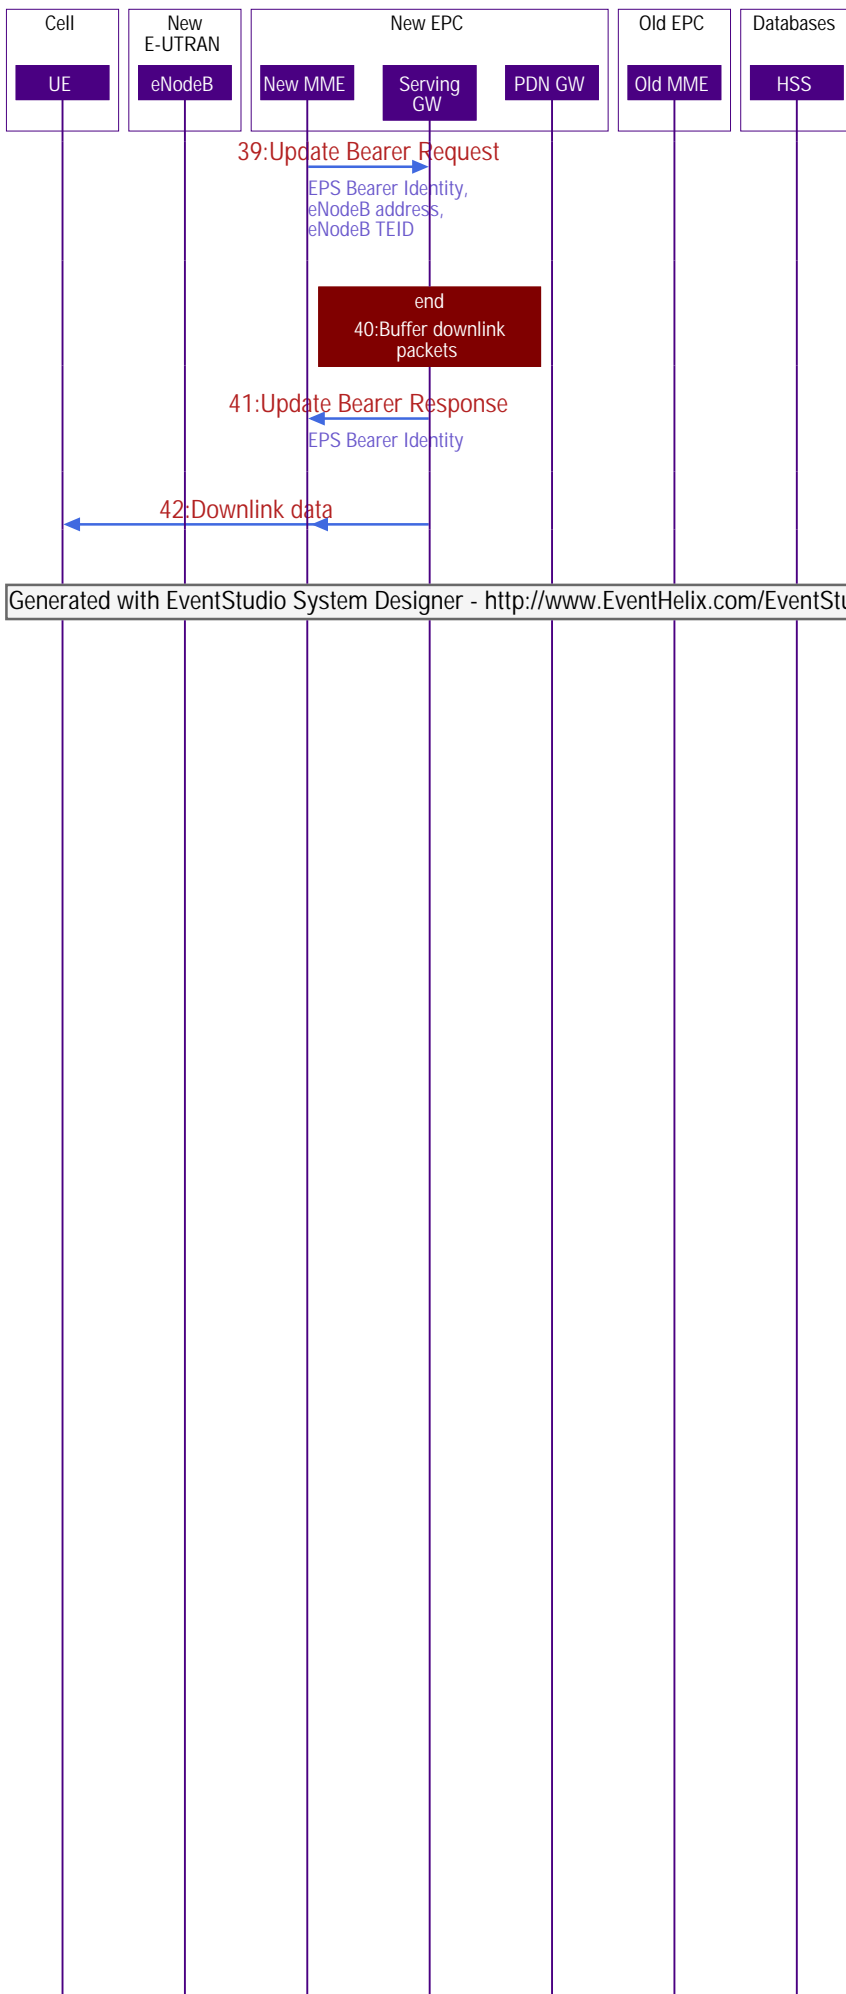 Cell
New
E-UTRAN
New EPC
Old EPC
Databases
UE
eNodeB
New MME
Serving
GW
PDN GW
Old MME
HSS
39:Update Bearer Request
EPS Bearer Identity,
eNodeB address,
eNodeB TEID
end
40:Buffer downlink
packets
41:Update Bearer Response
EPS Bearer Identity
42:Downlink data
Generated with EventStudio System Designer - http://www.EventHelix.com/EventStu